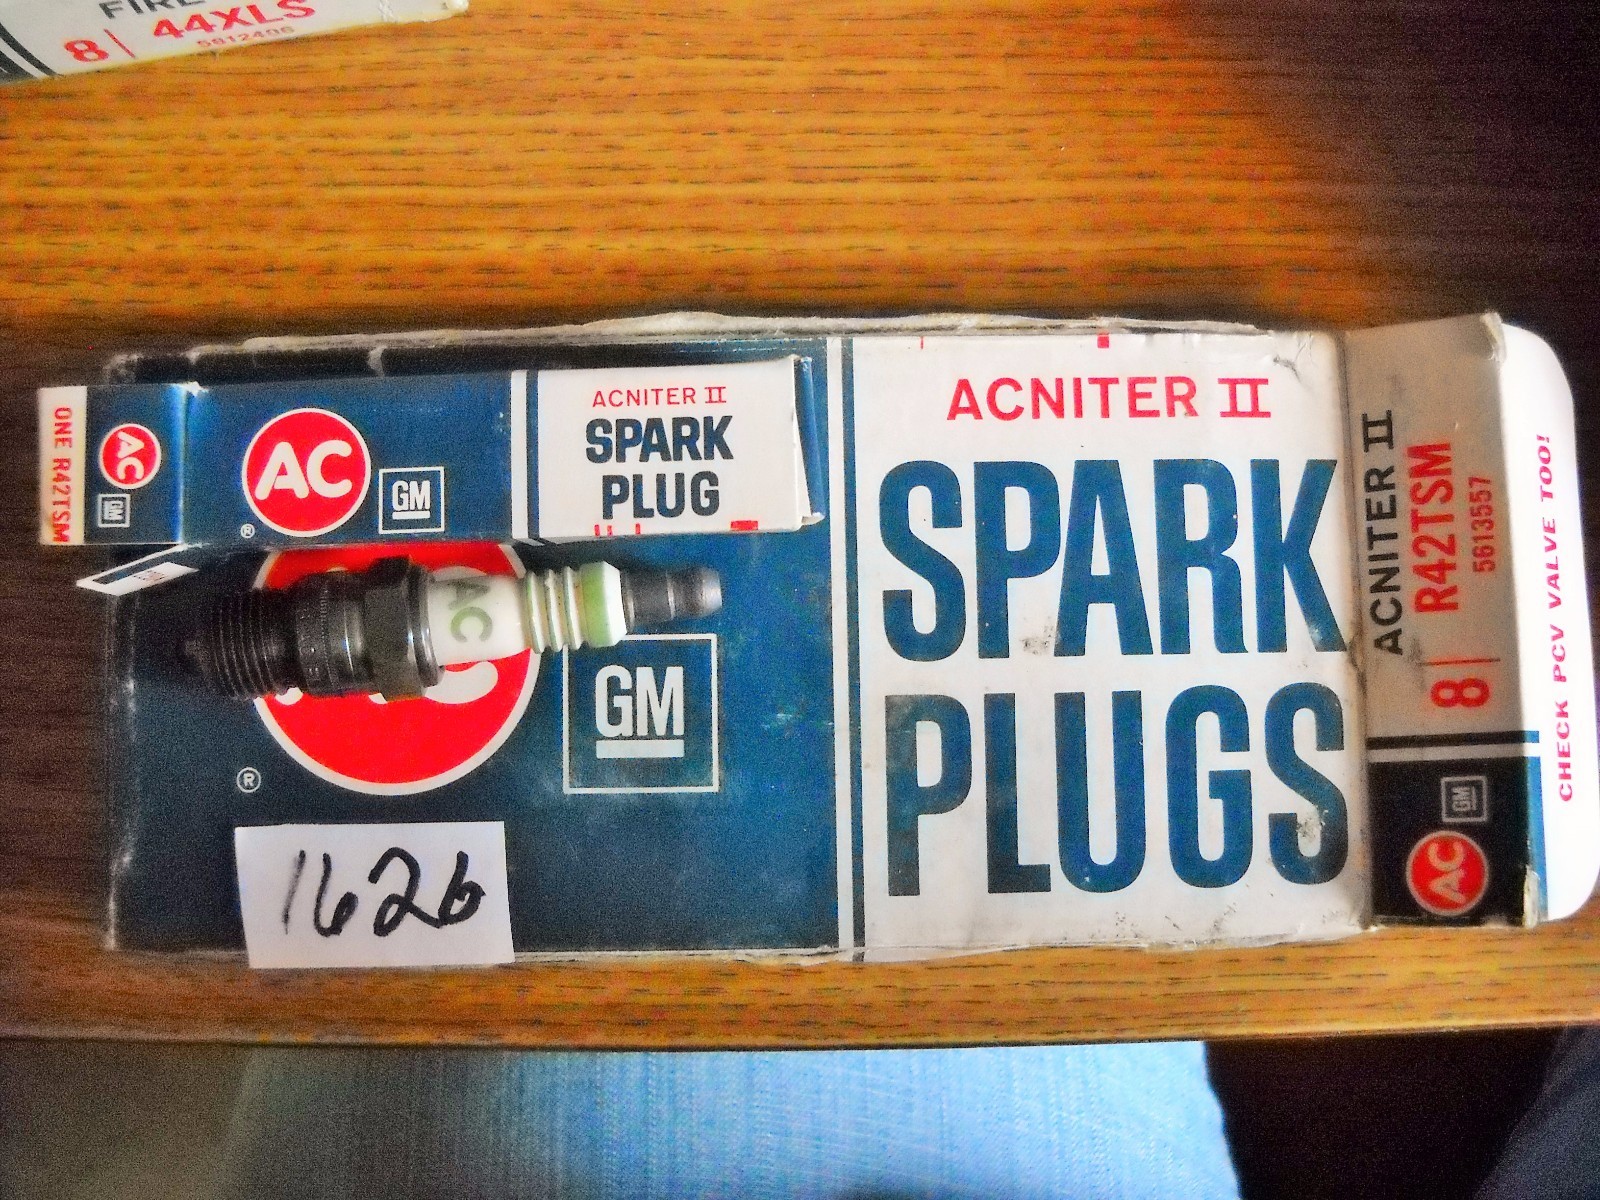 FIRE
8 | 44XLS
5612406
ONE R42TSM
AC
GM
AC
GM
®
ACNITER II
SPARK
PLUG
AC
GM
®
1626
ACNITER II
SPARK
PLUGS
ACNITER II
8 | R42TSM
5613557
AC
GM
CHECK PCV VALVE TOO!